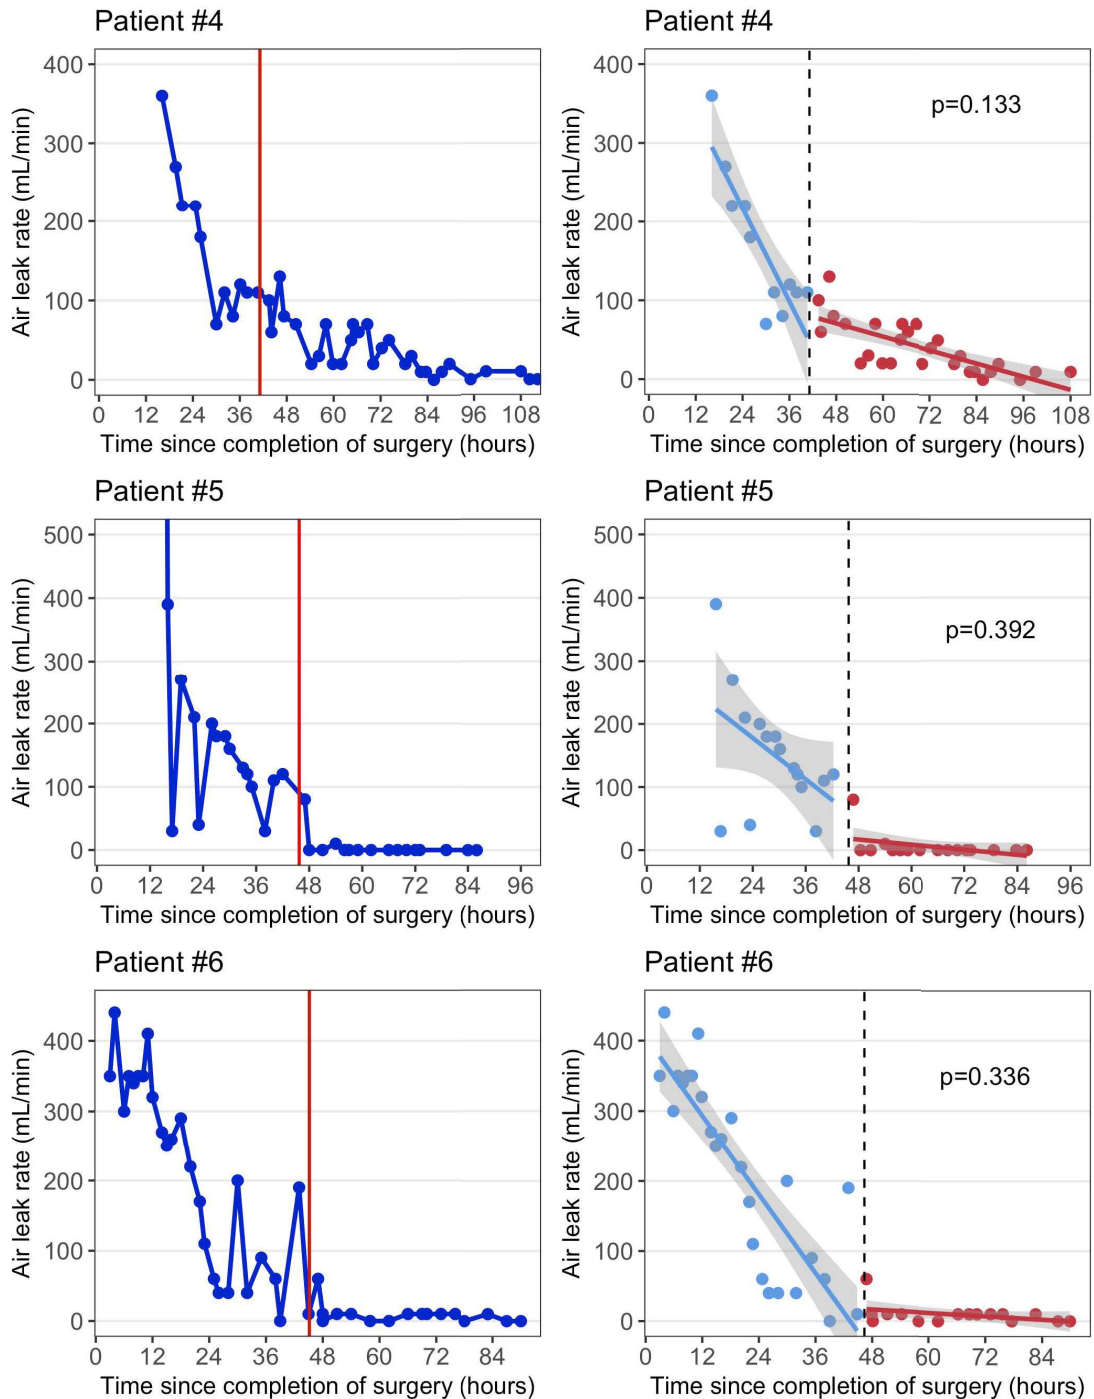 Patient #4
Patient #4
Air leak rate (mL/min)
400
300
200
100
0
0 12 24 36 48 60 72 84 96 108
Time since completion of surgery (hours)
Air leak rate (mL/min)
400
300
200
100
0
p=0.133
0 12 24 36 48 60 72 84 96 108
Time since completion of surgery (hours)
Patient #5
Patient #5
Air leak rate (mL/min)
500
400
300
200
100
0
0 12 24 36 48 60 72 84 96
Time since completion of surgery (hours)
Air leak rate (mL/min)
500
400
300
200
100
0
p=0.392
0 12 24 36 48 60 72 84 96
Time since completion of surgery (hours)
Patient #6
Patient #6
Air leak rate (mL/min)
400
300
200
100
0
0 12 24 36 48 60 72 84
Time since completion of surgery (hours)
Air leak rate (mL/min)
400
300
200
100
0
p=0.336
0 12 24 36 48 60 72 84
Time since completion of surgery (hours)